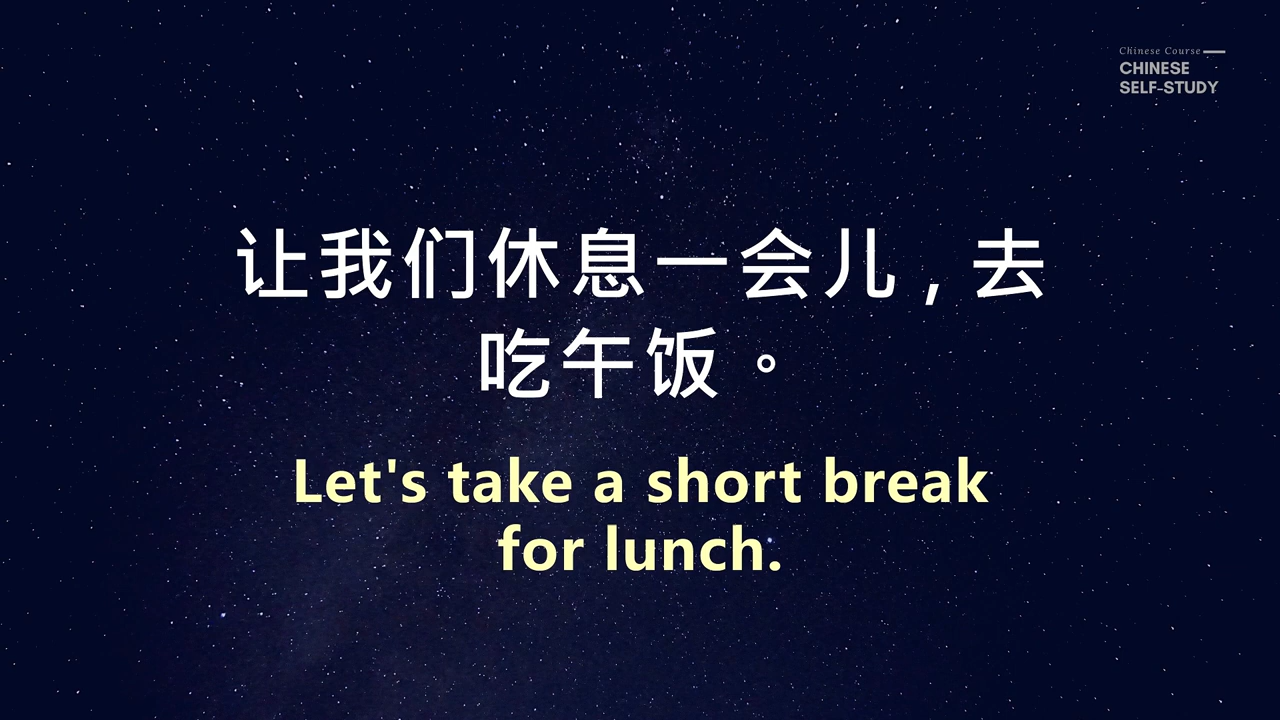 Chinese Course
CHINESE
SELF-STUDY
让我们休息一会儿,去
吃午饭。
Let's take a short break
for lunch.